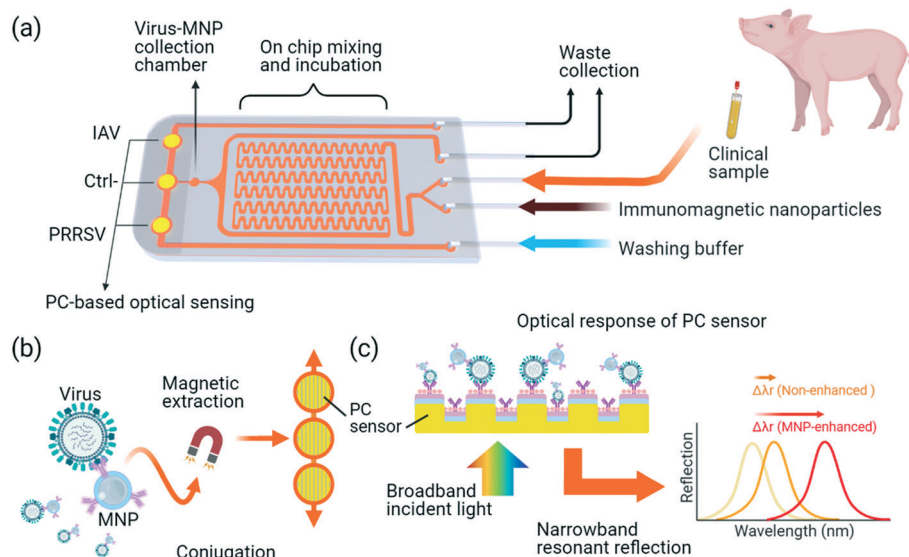 (a)
Virus-MNP
collection
chamber
On chip mixing
and incubation
Waste
collection
IAV
Ctrl-
PRRSV
Clinical
sample
Immunomagnetic nanoparticles
Washing buffer
PC-based optical sensing
(b)
Virus
Magnetic
extraction
PC
sensor
MNP
Conjugation
(c)
Optical response of PC sensor
Δλr (Non-enhanced )
Δλr (MNP-enhanced)
Broadband
incident light
Reflection
Narrowband
resonant reflection
Wavelength (nm)